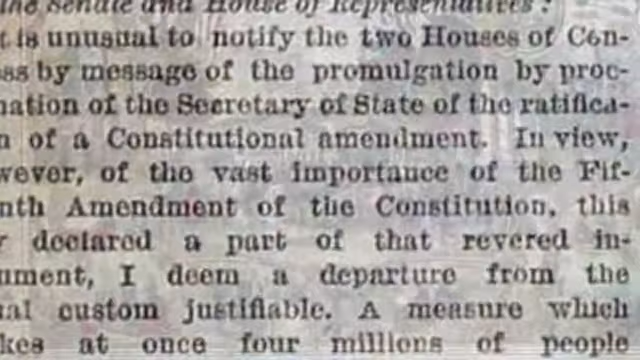 the Senate and House of Representatives:
t is unusual to notify the two Houses of Con-
ss by message of the promulgation by proc-
nation of the Secretary of State of the ratifica-
n of a Constitutional amendment. In view,
wever, of the vast importance of the Fif-
nth Amendment of the Constitution, this
y declared a part of that revered in-
ument, I deem a departure from the
ual custom justifiable. A measure which
kes at once four millions of people